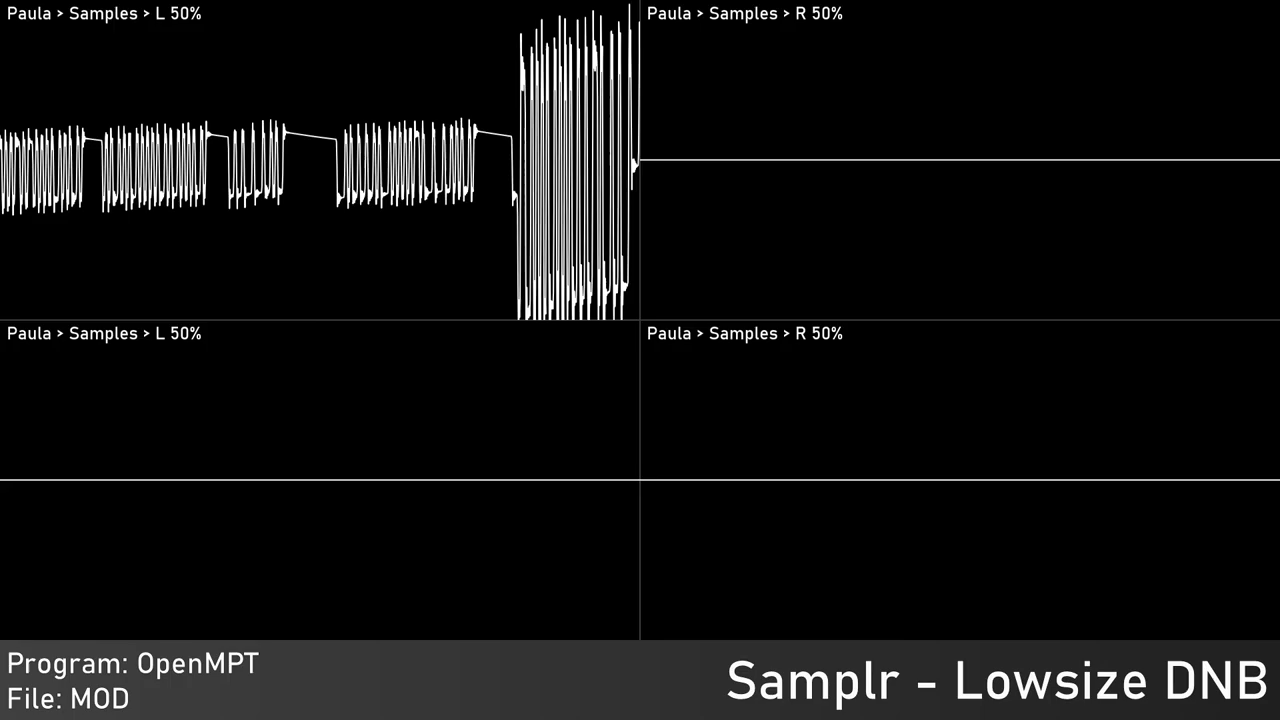 Paula > Samples > L 50%
Paula > Samples > R 50%
Paula > Samples > L 50%
Paula > Samples > R 50%
Program: OpenMPT
File: MOD
Samplr - Lowsize DNB